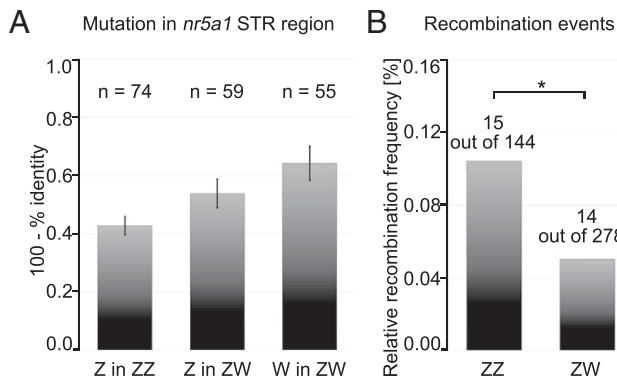 A
Mutation in nr5a1 STR region
100 - % identity
1.0
0.8
0.6
0.4
0.2
0.0
n = 74
n = 59
n = 55
Z in ZZ
Z in ZW
W in ZW
B
Recombination events
Relative recombination frequency [%]
0.16
0.12
0.08
0.04
0.00
*
15
out of 144
14
out of 278
ZZ
ZW